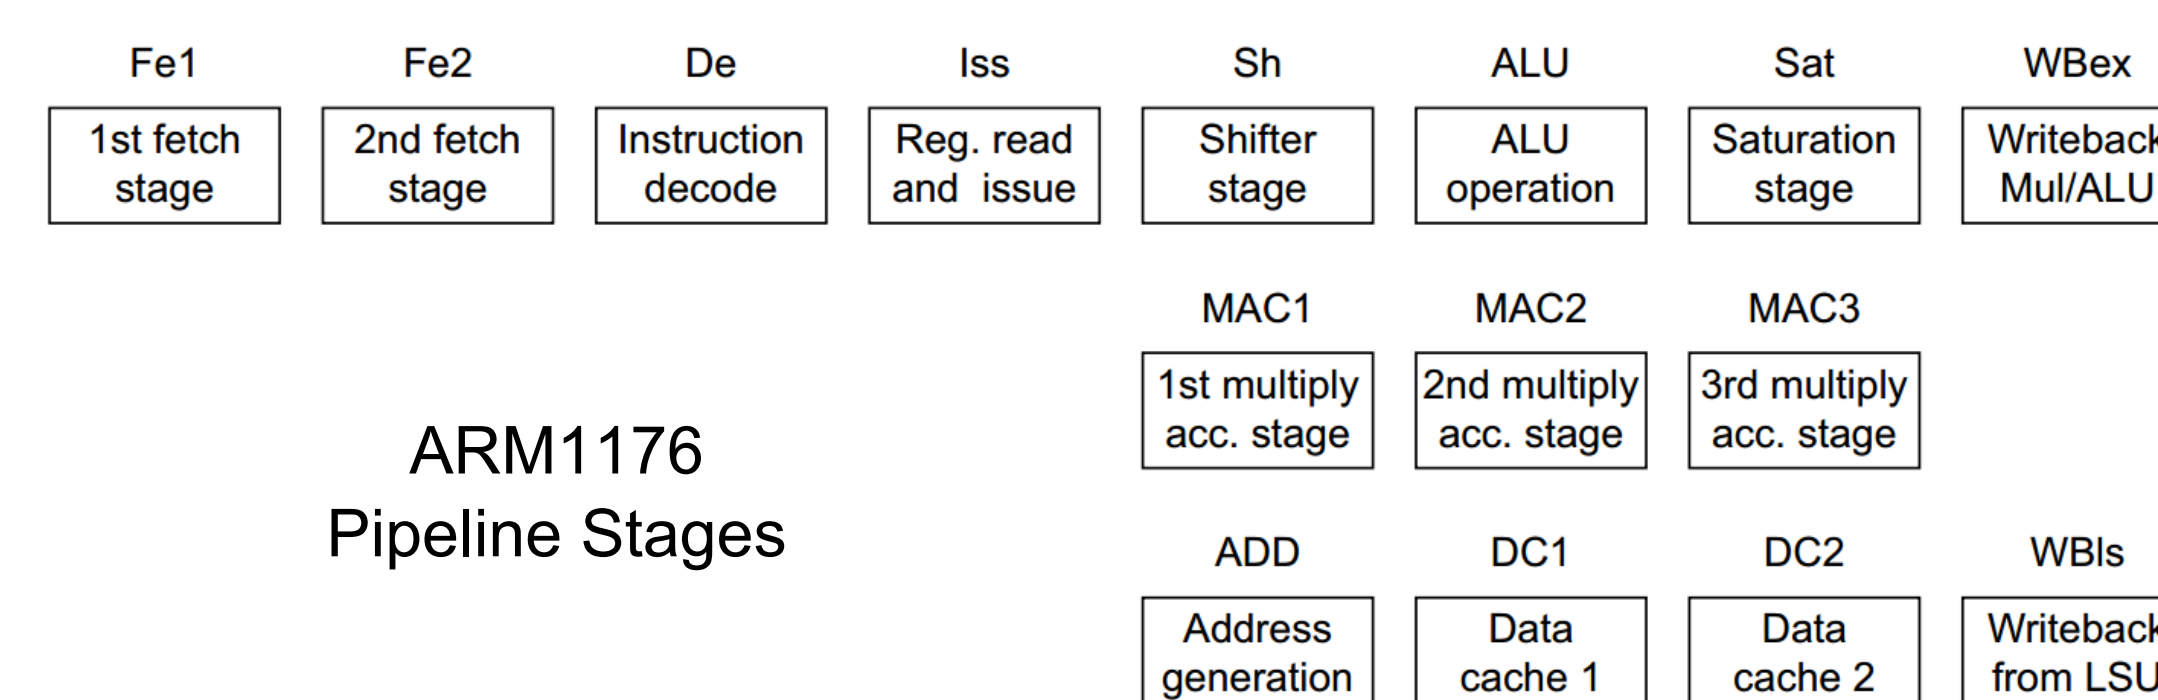 Fe1 Fe2 De Iss Sh ALU Sat WBex
1st fetch 2nd fetch Instruction Reg. read Shifter ALU Saturation Writeback
stage stage decode and issue stage operation stage Mul/ALU
MAC1 MAC2 MAC3
1st multiply 2nd multiply 3rd multiply
acc. stage acc. stage acc. stage
ARM1176
Pipeline Stages
ADD DC1 DC2 WBls
Address Data Data Writeback
generation cache 1 cache 2 from LSU